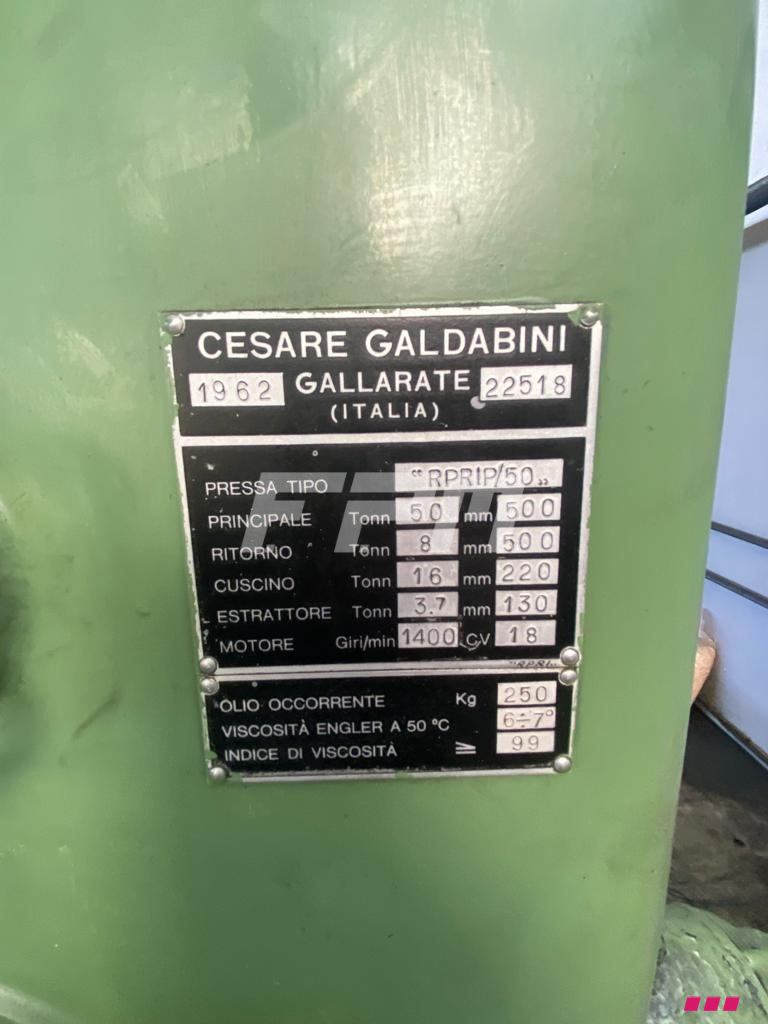 CESARE GALDABINI
1962 GALLARATE 22518
(ITALIA)
PRESSA TIPO "RPRIP/50"
PRINCIPALE Tonn 50 mm 500
RITORNO Tonn 8 mm 500
CUSCINO Tonn 16 mm 220
ESTRATTORE Tonn 3.7 mm 130
MOTORE Giri/min 1400 CV 18
"RPRI"
OLIO OCCORRENTE Kg 250
VISCOSITÀ ENGLER A 50 °C 6÷7°
INDICE DI VISCOSITÀ ≥ 99